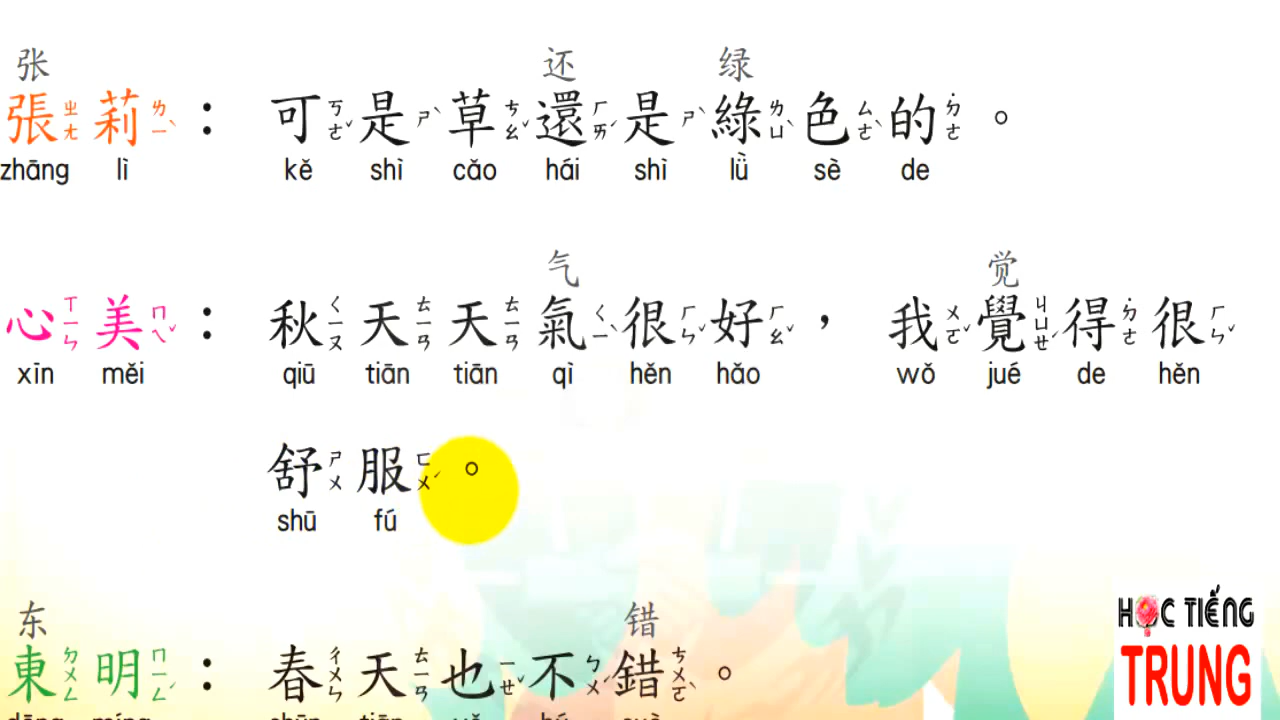 张 还 绿
張莉：可是草還是綠色的。
zhāng lì kě shì cǎo hái shì lǜ sè de
气 觉
心美：秋天天氣很好，我覺得很
xīn měi qiū tiān tiān qì hěn hǎo wǒ jué de hěn
舒服。
shū fú
东 错
東明：春天也不錯。
HỌC TIẾNG
TRUNG